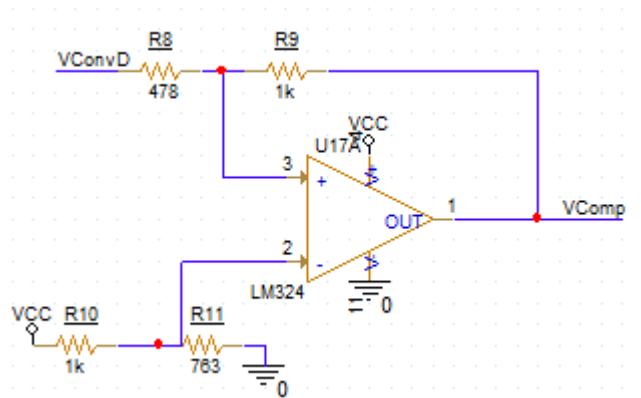 R8
R9
VConvD
478
1k
VCC
U17A
3
+
1
VComp
OUT
2
-
LM324
11
0
VCC
R10
R11
1k
763
0